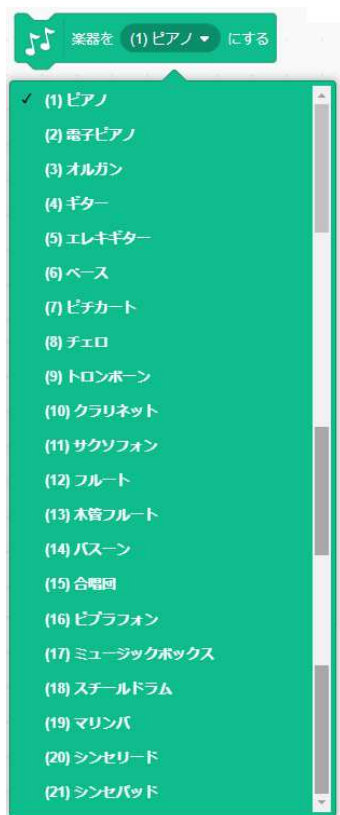 楽器を (1) ピアノ にする
(1) ピアノ
(2) 電子ピアノ
(3) オルガン
(4) ギター
(5) エレキギター
(6) ベース
(7) ピチカート
(8) チェロ
(9) トロンボーン
(10) クラリネット
(11) サクソフォン
(12) フルート
(13) 木管フルート
(14) バスーン
(15) 合唱団
(16) ビブラフォン
(17) ミュージックボックス
(18) スチールドラム
(19) マリンバ
(20) シンセリード
(21) シンセパッド